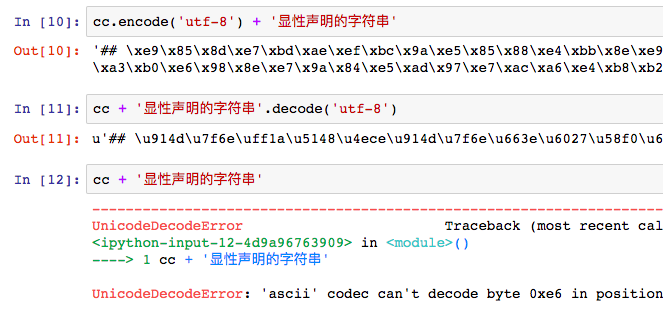 In [10]: cc.encode('utf-8') + '显性声明的字符串'
Out[10]: '## \xe9\x85\x8d\xe7\xbd\xae\xef\xbc\x9a\xe5\x85\x88\xe4\xbb\x8e\xe9
\xa3\xb0\xe6\x98\x8e\xe7\x9a\x84\xe5\xad\x97\xe7\xac\xa6\xe4\xb8\xb2
In [11]: cc + '显性声明的字符串'.decode('utf-8')
Out[11]: u'## \u914d\u7f6e\uff1a\u5148\u4ece\u914d\u7f6e\u663e\u6027\u58f0\u6
In [12]: cc + '显性声明的字符串'
---------------------------------------------------------------------------
UnicodeDecodeError Traceback (most recent cal
<ipython-input-12-4d9a96763909> in <module>()
----> 1 cc + '显性声明的字符串'
UnicodeDecodeError: 'ascii' codec can't decode byte 0xe6 in position